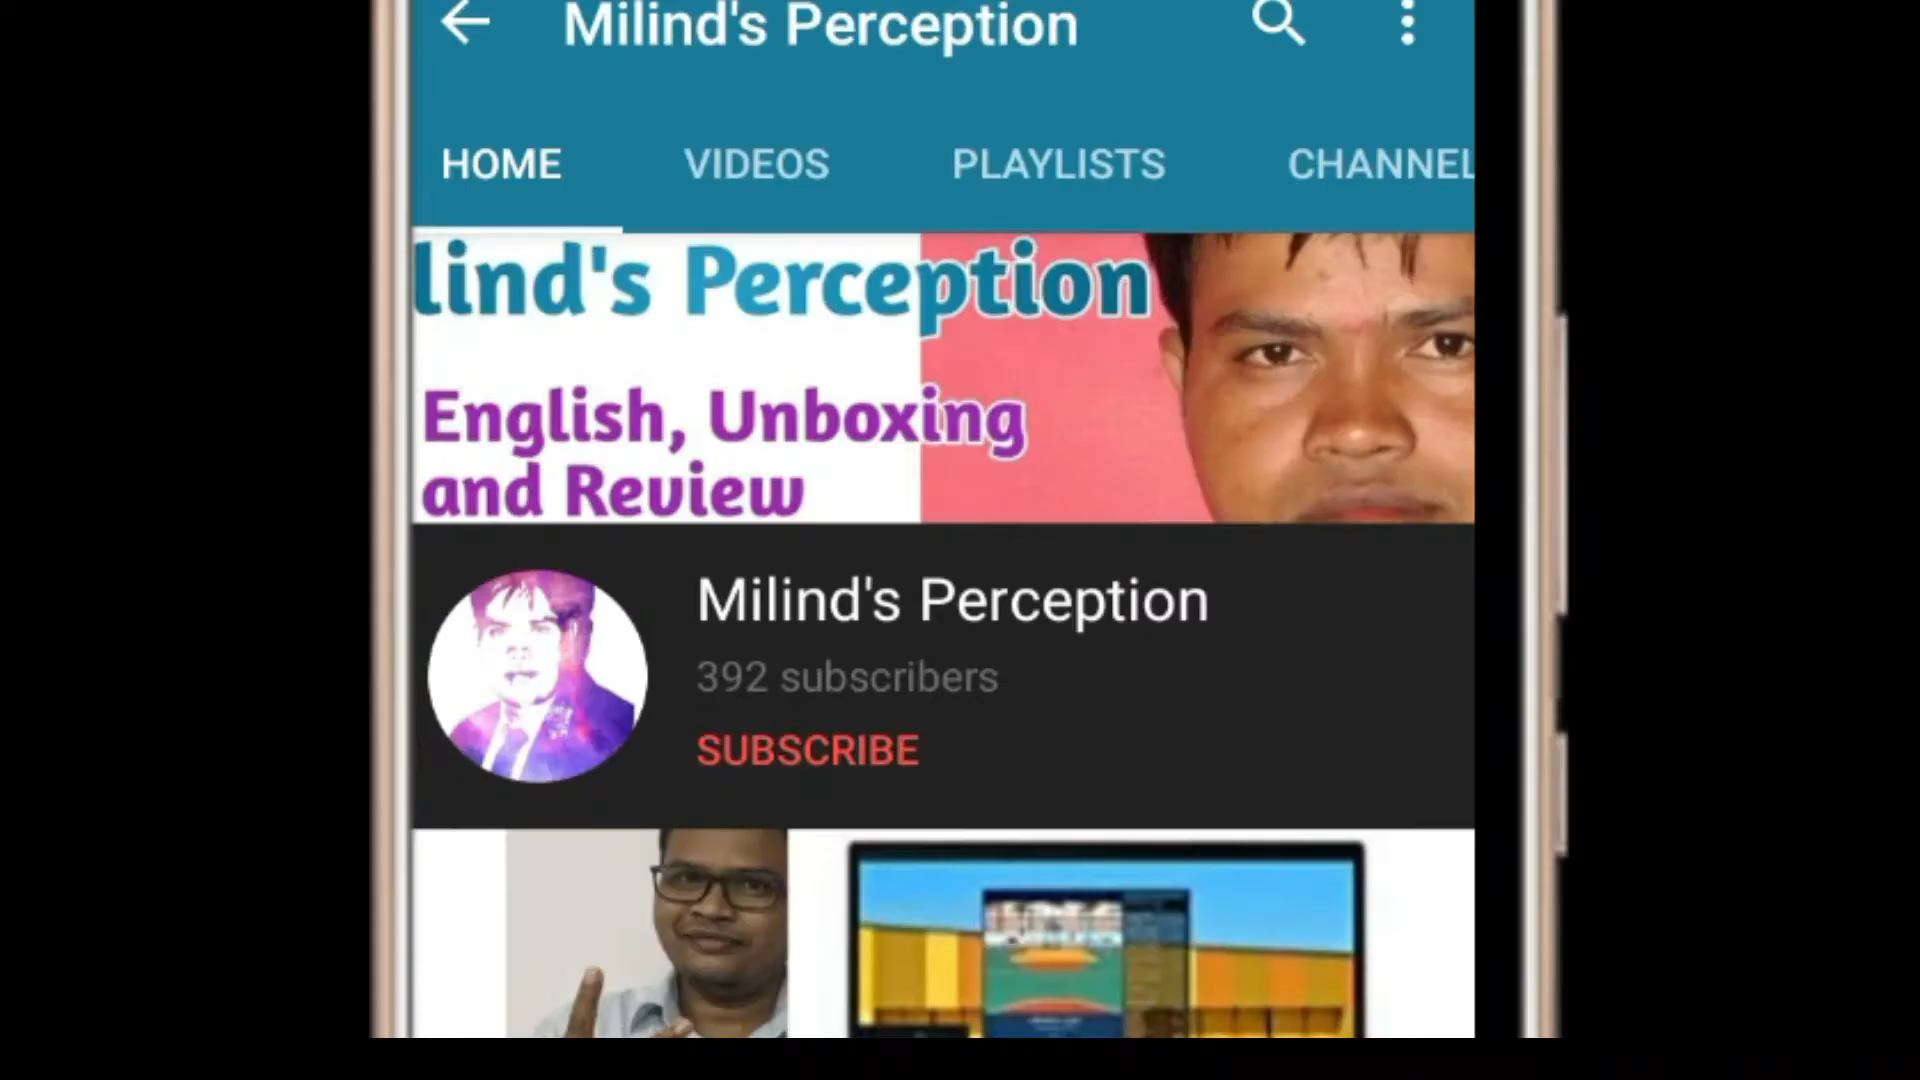 Milind's Perception
HOME VIDEOS PLAYLISTS CHANNEL
lind's Perception
English, Unboxing
and Review
Milind's Perception
392 subscribers
SUBSCRIBE